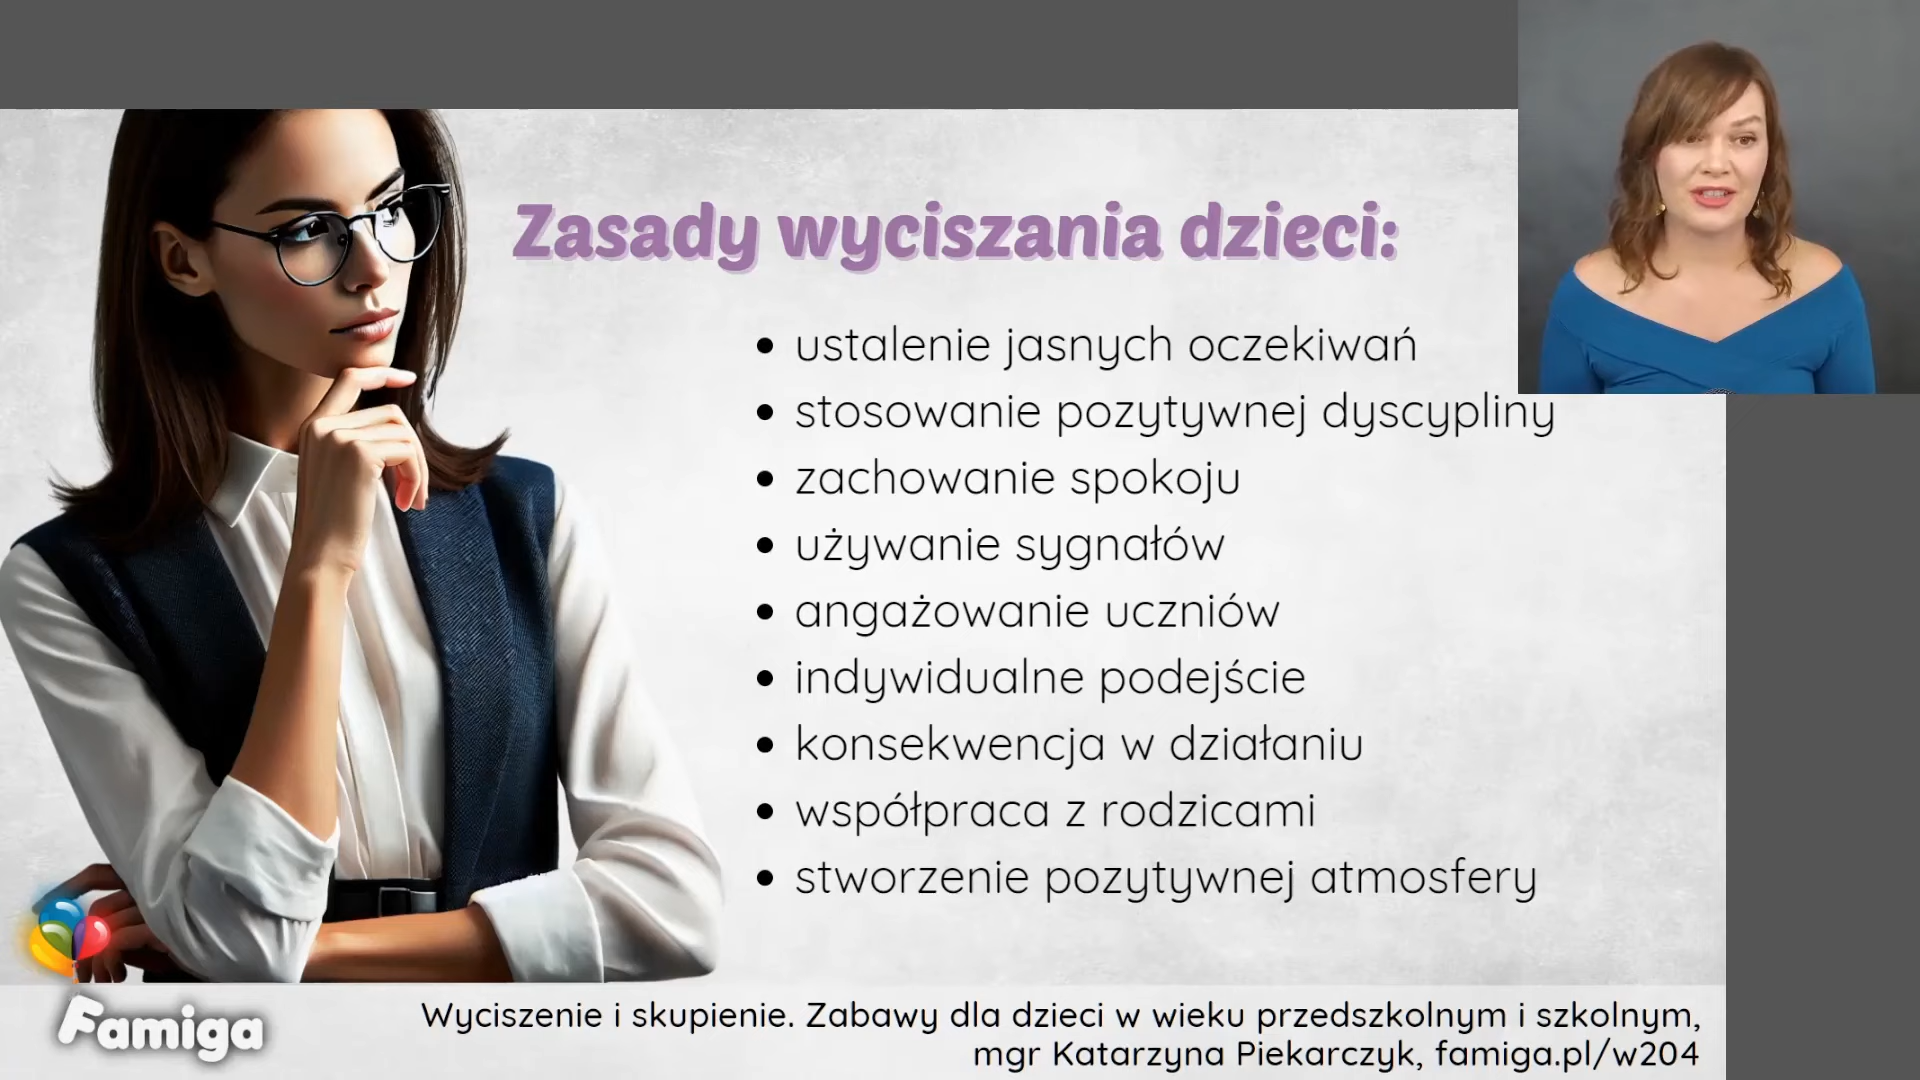 Zasady wyciszania dzieci:
ustalenie jasnych oczekiwań
stosowanie pozytywnej dyscypliny
zachowanie spokoju
używanie sygnałów
angażowanie uczniów
indywidualne podejście
konsekwencja w działaniu
współpraca z rodzicami
stworzenie pozytywnej atmosfery
Famiga
Wyciszenie i skupienie. Zabawy dla dzieci w wieku przedszkolnym i szkolnym,
mgr Katarzyna Piekarczyk, famiga.pl/w204